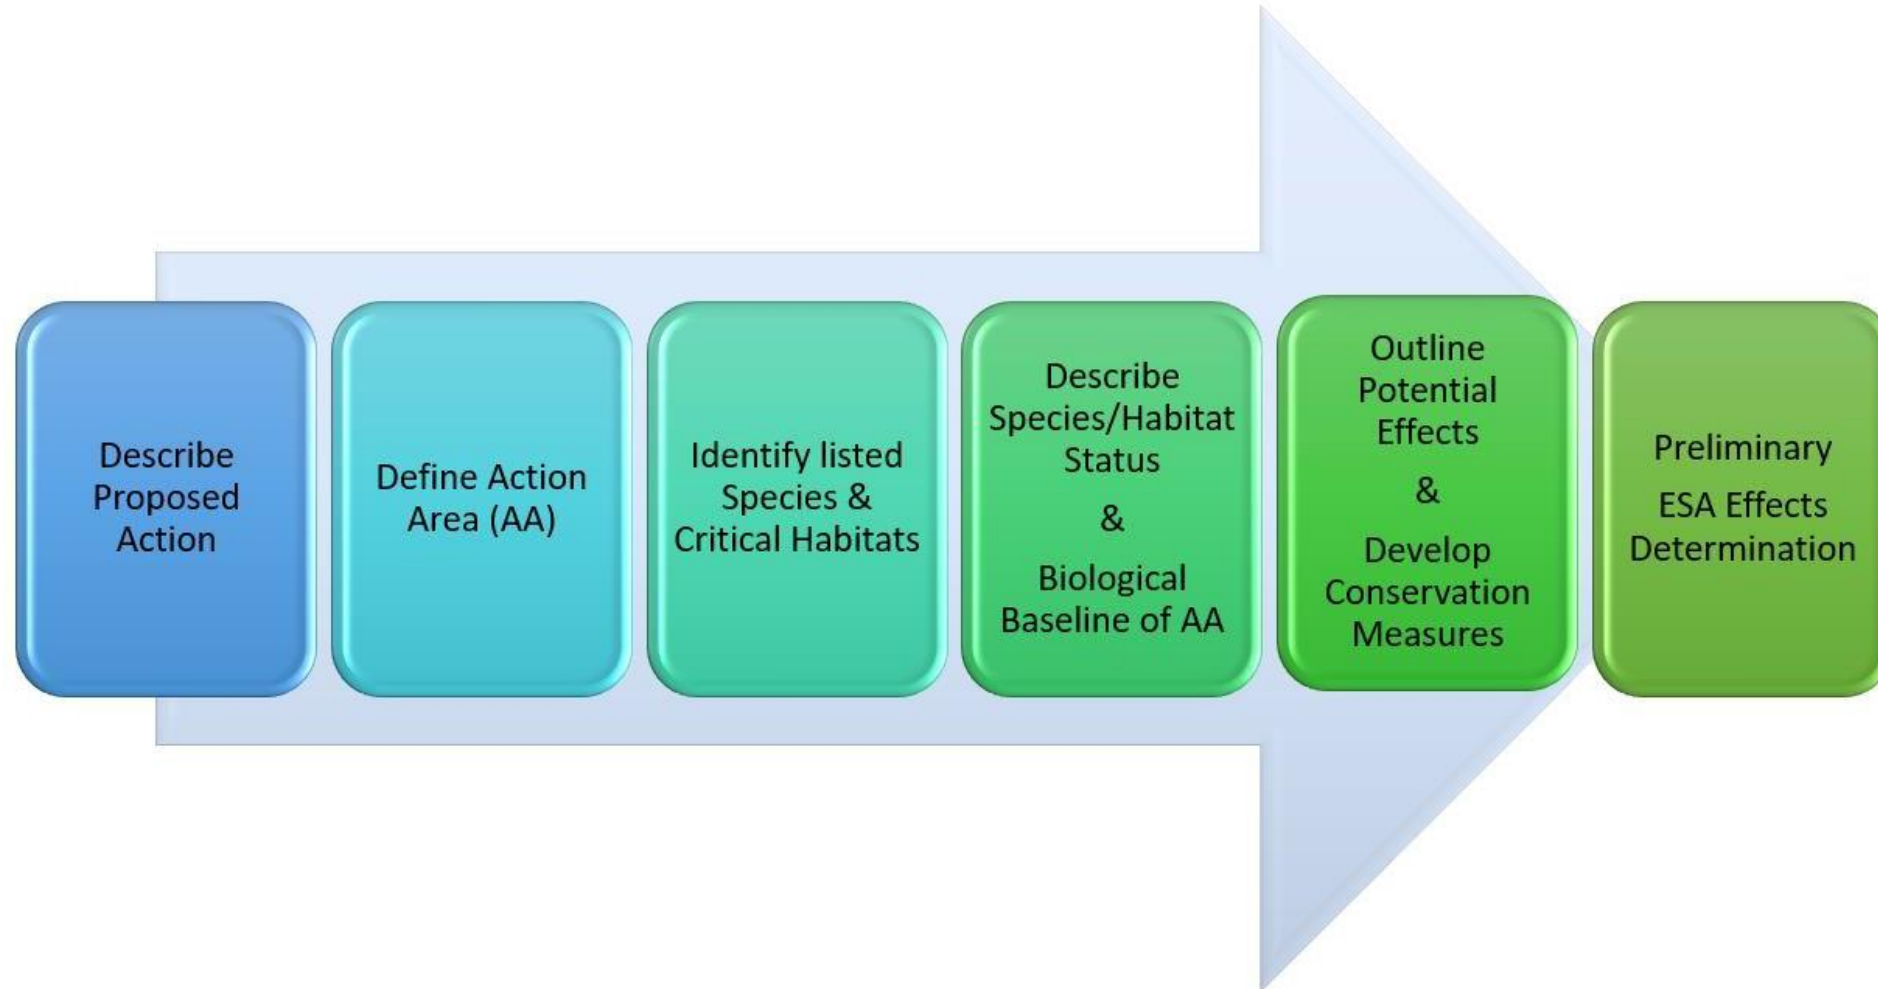 Describe
Proposed
Action
Define Action
Area (AA)
Identify listed
Species &
Critical Habitats
Describe
Species/Habitat
Status
&
Biological
Baseline of AA
Outline
Potential
Effects
&
Develop
Conservation
Measures
Preliminary
ESA Effects
Determination